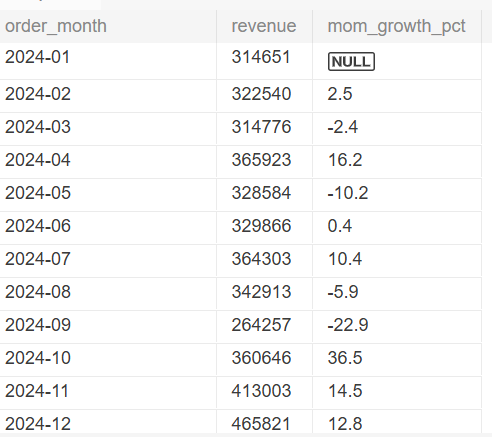 order_month revenue mom_growth_pct
2024-01 314651 NULL
2024-02 322540 2.5
2024-03 314776 -2.4
2024-04 365923 16.2
2024-05 328584 -10.2
2024-06 329866 0.4
2024-07 364303 10.4
2024-08 342913 -5.9
2024-09 264257 -22.9
2024-10 360646 36.5
2024-11 413003 14.5
2024-12 465821 12.8